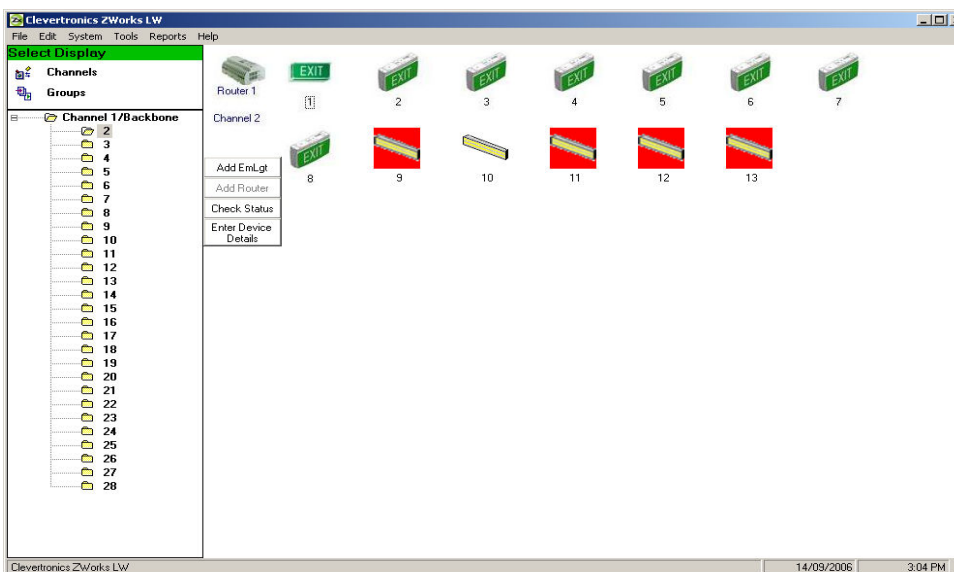 Clevertronics ZWorks LW
File Edit System Tools Reports Help
Select Display
Channels
Groups
Channel 1/Backbone
2
3
4
5
6
7
8
9
10
11
12
13
14
15
16
17
18
19
20
21
22
23
24
25
26
27
28
Router 1
Channel 2
Add EmLgt
Add Router
Check Status
Enter Device
Details
EXIT EXIT EXIT EXIT EXIT EXIT EXIT
1 2 3 4 5 6 7
EXIT
8 9 10 11 12 13
Clevertronics ZWorks LW 14/09/2006 3:04 PM